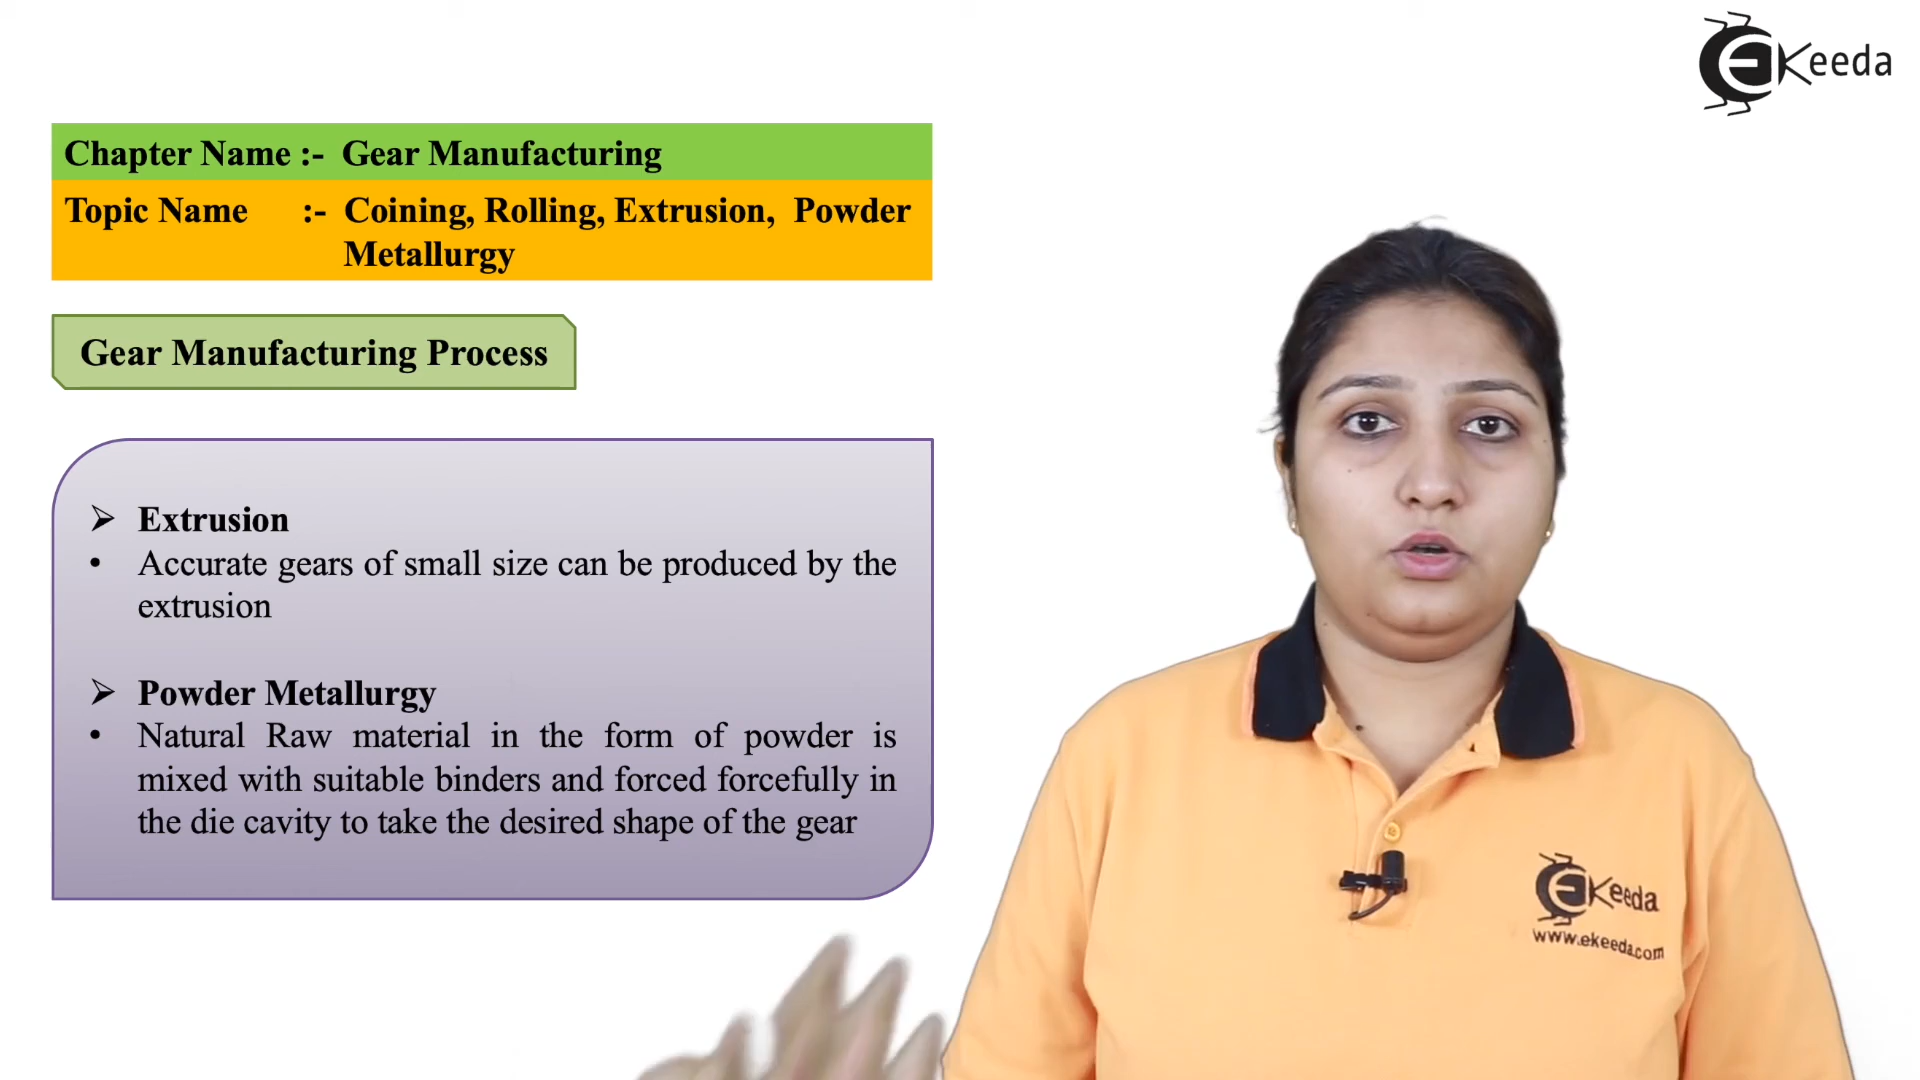 eKeeda
Chapter Name :- Gear Manufacturing
Topic Name :- Coining, Rolling, Extrusion, Powder
Metallurgy
Gear Manufacturing Process
➢ Extrusion
• Accurate gears of small size can be produced by the
extrusion
➢ Powder Metallurgy
• Natural Raw material in the form of powder is
mixed with suitable binders and forced forcefully in
the die cavity to take the desired shape of the gear
eKeeda
www.ekeeda.com